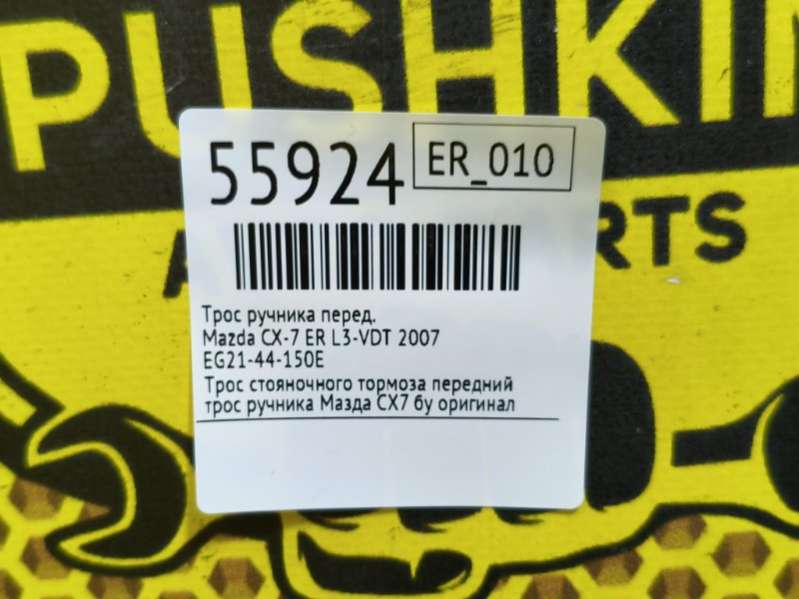 PUSHKIN
55924
ER_010
RTS
Трос ручника перед.
Mazda CX-7 ER L3-VDT 2007
EG21-44-150E
Трос стояночного тормоза передний
трос ручника Мазда СХ7 бу оригинал